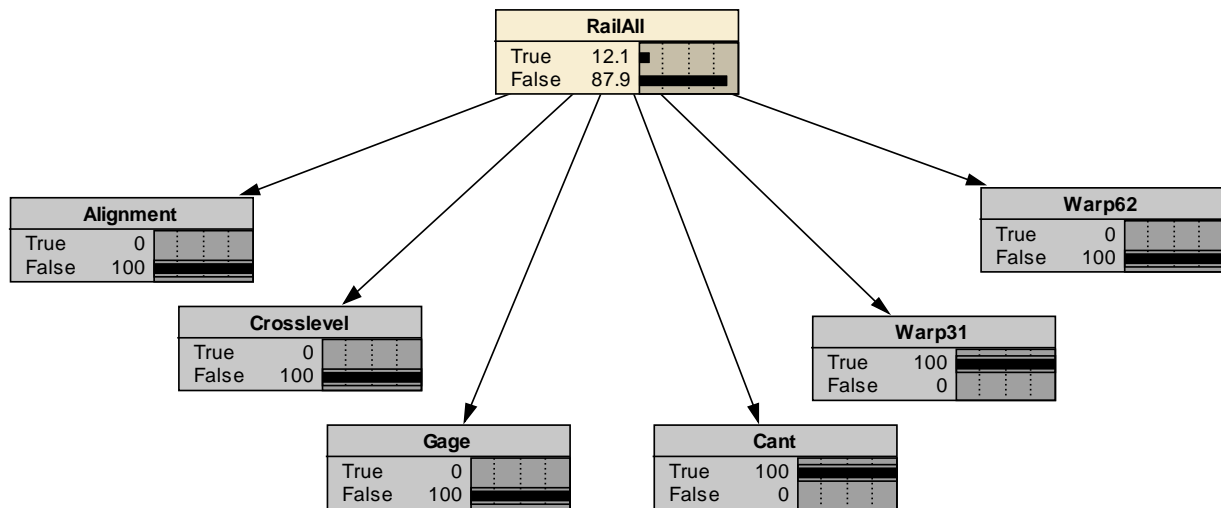 RailAll
True 12.1
False 87.9
Alignment
True 0
False 100
Warp62
True 0
False 100
Crosslevel
True 0
False 100
Warp31
True 100
False 0
Gage
True 0
False 100
Cant
True 100
False 0